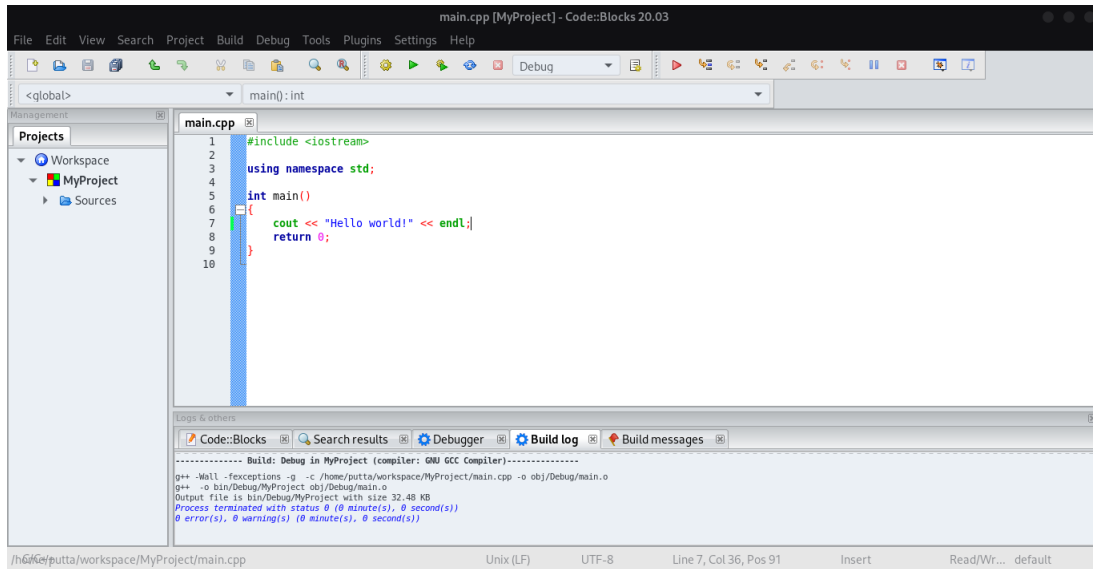 main.cpp [MyProject] - Code::Blocks 20.03
File Edit View Search Project Build Debug Tools Plugins Settings Help
Debug
<global> main() : int
Management
Projects
Workspace
MyProject
Sources
main.cpp
1 #include <iostream>
2
3 using namespace std;
4
5 int main()
6 {
7 cout << "Hello world!" << endl;
8 return 0;
9 }
10
Logs & others
Code::Blocks Search results Debugger Build log Build messages
-------------- Build: Debug in MyProject (compiler: GNU GCC Compiler)---------------
g++ -Wall -fexceptions -g -c /home/putta/workspace/MyProject/main.cpp -o obj/Debug/main.o
g++ -o bin/Debug/MyProject obj/Debug/main.o
Output file is bin/Debug/MyProject with size 32.48 KB
Process terminated with status 0 (0 minute(s), 0 second(s))
0 error(s), 0 warning(s) (0 minute(s), 0 second(s))
/home/putta/workspace/MyProject/main.cpp C/C++ Unix (LF) UTF-8 Line 7, Col 36, Pos 91 Insert Read/Wr... default